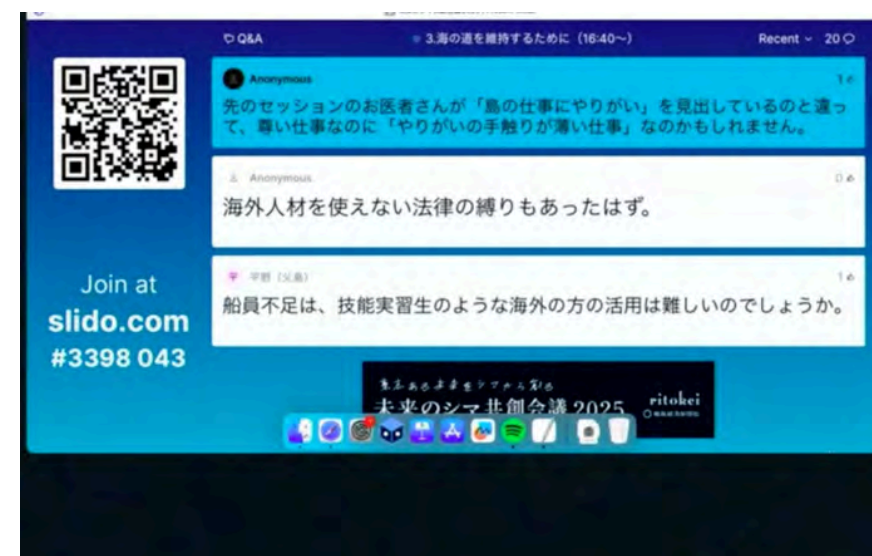 Q&A
3.海の道を維持するために（16:40～）
Recent
20
Anonymous
1
先のセッションのお医者さんが「島の仕事にやりがい」を見出しているのと違っ
て、尊い仕事なのに「やりがいの手触りが薄い仕事」なのかもしれません。
Anonymous
0
海外人材を使えない法律の縛りもあったはず。
平野（父島）
1
船員不足は、技能実習生のような海外の方の活用は難しいのでしょうか。
Join at
slido.com
#3398 043
未来のシマ共創会議 2025
ritokei